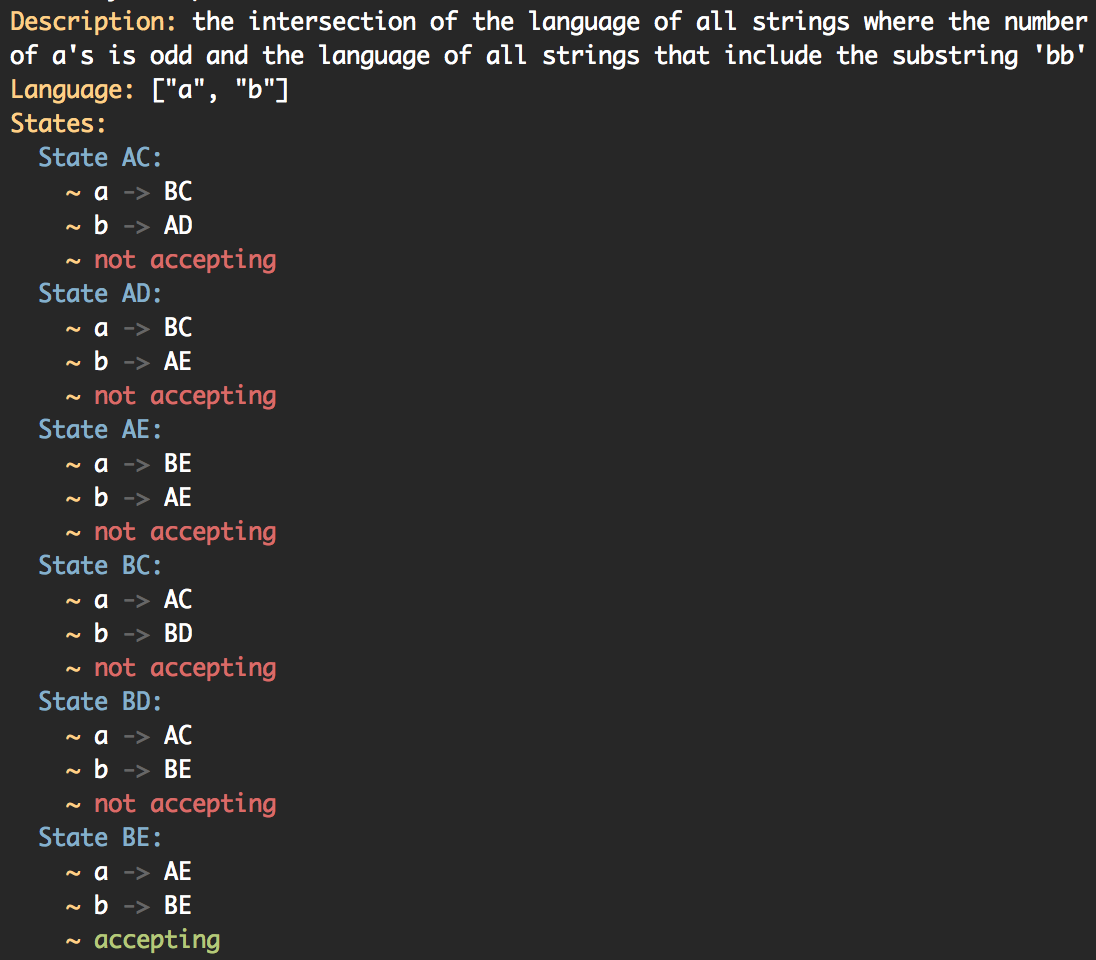 Description: the intersection of the language of all strings where the number
of a's is odd and the language of all strings that include the substring 'bb'
Language: ["a", "b"]
States:
State AC:
~ a -> BC
~ b -> AD
~ not accepting
State AD:
~ a -> BC
~ b -> AE
~ not accepting
State AE:
~ a -> BE
~ b -> AE
~ not accepting
State BC:
~ a -> AC
~ b -> BD
~ not accepting
State BD:
~ a -> AC
~ b -> BE
~ not accepting
State BE:
~ a -> AE
~ b -> BE
~ accepting